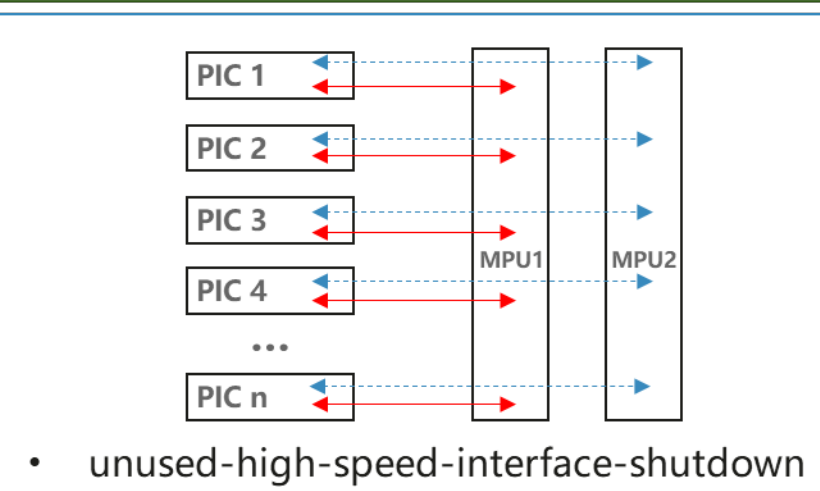 PIC 1
PIC 2
PIC 3
MPU1 MPU2
PIC 4
...
PIC n
• unused-high-speed-interface-shutdown